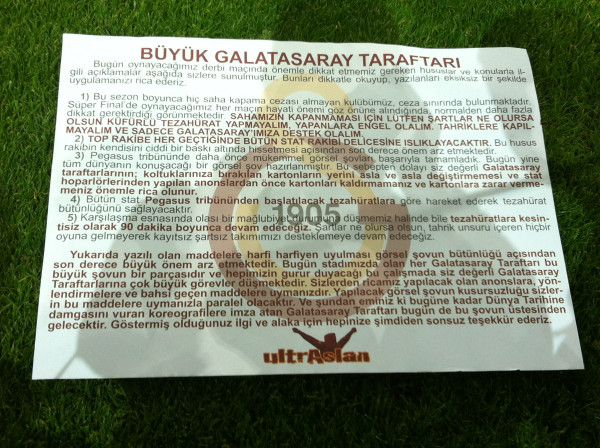 BÜYÜK GALATASARAY TARAFTARI
Bugün oynayacağımız derbi maçında önemle dikkat etmemiz gereken hususlar ve konularla il-
gili açıklamalar aşağıda sizlere sunulmuştur. Bunları dikkatle okuyup, yazılanları eksiksiz bir şekilde
uygulamanızı rica ederiz.
1) Bu sezon boyunca hiç saha kapama cezası almayan kulübümüz, ceza sınırında bulunmaktadır.
Süper Final'de oynayacağımız her maçın hayati önemi göz önüne alındığında, normalden daha fazla
dikkat gerektirdiği görünmektedir. SAHAMIZIN KAPANMAMASI İÇİN LÜTFEN ŞARTLAR NE OLURSA
OLSUN KÜFÜRLÜ TEZAHÜRAT YAPMAYALIM, YAPANLARA ENGEL OLALIM. TAHRİKLERE KAPIL-
MAYALIM VE SADECE GALATASARAY'IMIZA DESTEK OLALIM.
2) TOP RAKİBE HER GEÇTİĞİNDE BÜTÜN STAT RAKİBİ DELİCESİNE ISLIKLAYACAKTIR. Bu husus
rakibin kendisini ciddi bir baskı altında hissetmesi açısından son derece önem arz etmektedir.
3) Pegasus tribününde daha önce mükemmel görsel şovları başarıyla tamamladık. Bugün yine
tüm dünyanın konuşacağı bir görsel şov hazırlanmıştır. Bu sebepten dolayı siz değerli Galatasaray
taraftarlarının; koltuklarınıza bırakılan kartonların yerini asla ve asla değiştirmemesi ve stat
hoparlörlerinden yapılan anonslardan önce kartonları kaldırmamanız ve kartonlara zarar verme-
meniz önemle rica olunur.
4) Bütün stat Pegasus tribününden başlatılacak tezahüratlara göre hareket ederek tezahürat
bütünlüğünü sağlayacaktır.
5) Karşılaşma esnasında olası bir mağlubiyet durumuna düşmemiz halinde bile tezahüratlara kesin-
tisiz olarak 90 dakika boyunca devam edeceğiz. Şartlar ne olursa olsun, tahrik unsuru içeren hiçbir
oyuna gelmeyerek kayıtsız şartsız takımımızı desteklemeye devam edeceğiz.
Yukarıda yazılı olan maddelere harfi harfiyen uyulması görsel şovun bütünlüğü açısından
son derece büyük önem arz etmektedir. Bugün stadımızda olan her Galatasaray Taraftarı bu
büyük şovun bir parçasıdır ve hepimizin gurur duyacağı bu çalışmada siz değerli Galatasaray
Taraftarlarına çok büyük görevler düşmektedir. Sizlerden ricamız yapılacak olan anonslara, yön-
lendirmelere ve bahsi geçen maddelere uymanızdır. Yapılacak görsel şovun kusursuzluğu sizler-
in bu maddelere uymanızla paralel olacaktır. Ve şundan eminiz ki bugüne kadar Dünya Tarihine
damgasını vuran koreografilere imza atan Galatasaray Taraftarı bugün de bu şovun üstesinden
gelecektir. Göstermiş olduğunuz ilgi ve alaka için hepinize şimdiden sonsuz teşekkür ederiz.
1905
ultrAslan